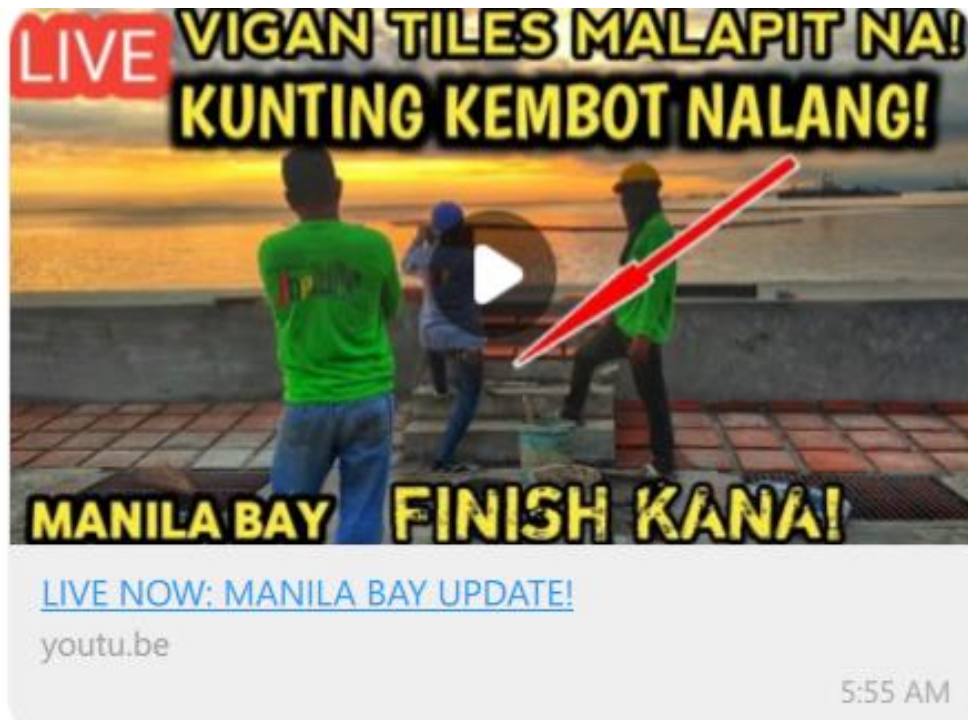 LIVE
VIGAN TILES MALAPIT NA!
KUNTING KEMBOT NALANG!
MANILA BAY
FINISH KANA!
LIVE NOW: MANILA BAY UPDATE!
youtu.be
5:55 AM